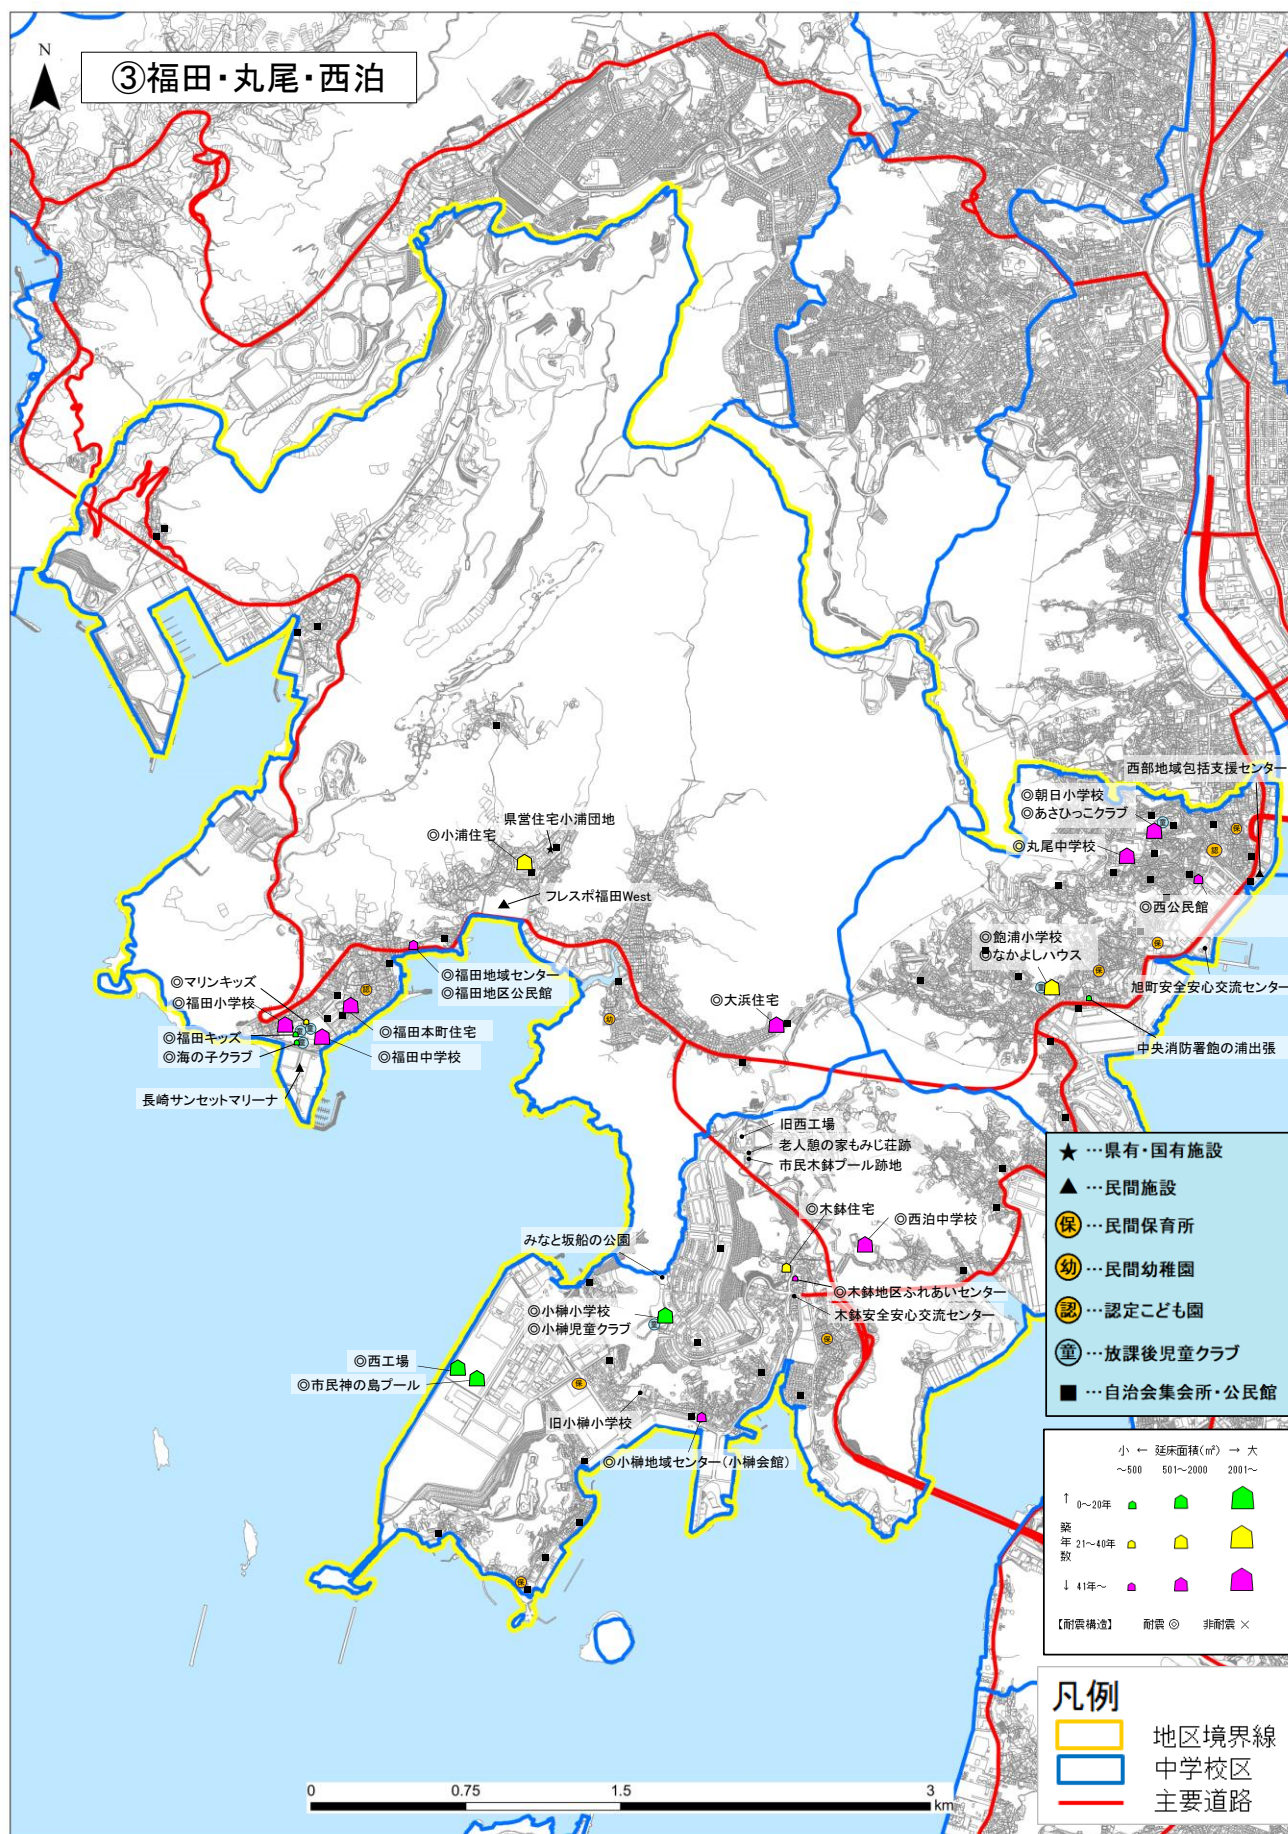 N
③福田・丸尾・西泊
西部地域包括支援センター
◎朝日小学校
◎あさひっこクラブ
◎丸尾中学校
◎西公民館
県営住宅小浦団地
◎小浦住宅
フレスポ福田West
◎飽浦小学校
◎なかよしハウス
旭町安全安心交流センター
中央消防署飽の浦出張
◎福田地域センター
◎福田地区公民館
◎マリンキッズ
◎福田小学校
◎福田キッズ
◎海の子クラブ
◎福田本町住宅
◎福田中学校
長崎サンセットマリーナ
◎大浜住宅
旧西工場
老人憩の家もみじ荘跡
市民木鉢プール跡地
◎木鉢住宅
◎西泊中学校
みなと坂船の公園
◎木鉢地区ふれあいセンター
木鉢安全安心交流センター
◎小榊小学校
◎小榊児童クラブ
◎西工場
◎市民神の島プール
旧小榊小学校
◎小榊地域センター(小榊会館)
★ …県有・国有施設
▲ …民間施設
保 …民間保育所
幼 …民間幼稚園
認 …認定こども園
童 …放課後児童クラブ
■ …自治会集会所・公民館
小 ← 延床面積(㎡) → 大
～500 501～2000 2001～
↑ 0～20年
築年数 21～40年
↓ 41年～
【耐震構造】 耐震 ◎ 非耐震 ×
凡例
地区境界線
中学校区
主要道路
0 0.75 1.5 3
km